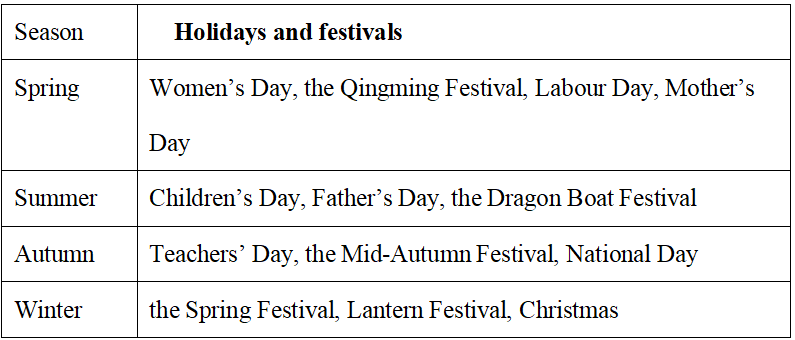 Season Holidays and festivals
Spring Women’s Day, the Qingming Festival, Labour Day, Mother’s
Day
Summer Children’s Day, Father’s Day, the Dragon Boat Festival
Autumn Teachers’ Day, the Mid-Autumn Festival, National Day
Winter the Spring Festival, Lantern Festival, Christmas